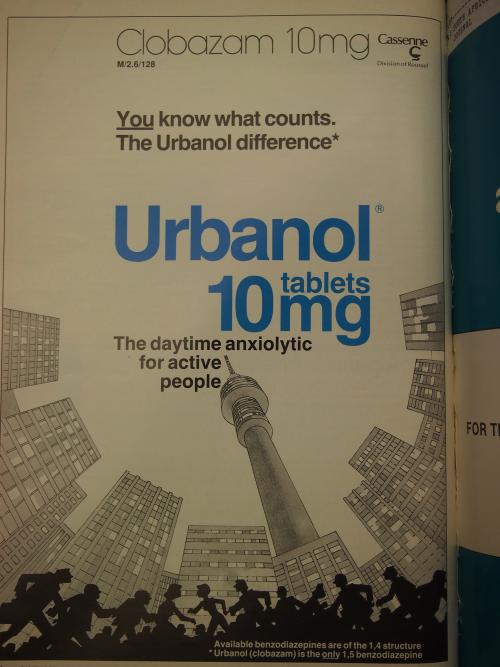 Clobazam 10mg
Cassenne
Division of Roussel
M/2.6/128
You know what counts.
The Urbanol difference*
Urbanol®
tablets
10mg
The daytime anxiolytic
for active
people
Available benzodiazepines are of the 1,4 structure
* Urbanol (clobazam) is the only 1,5 benzodiazepine
FOR